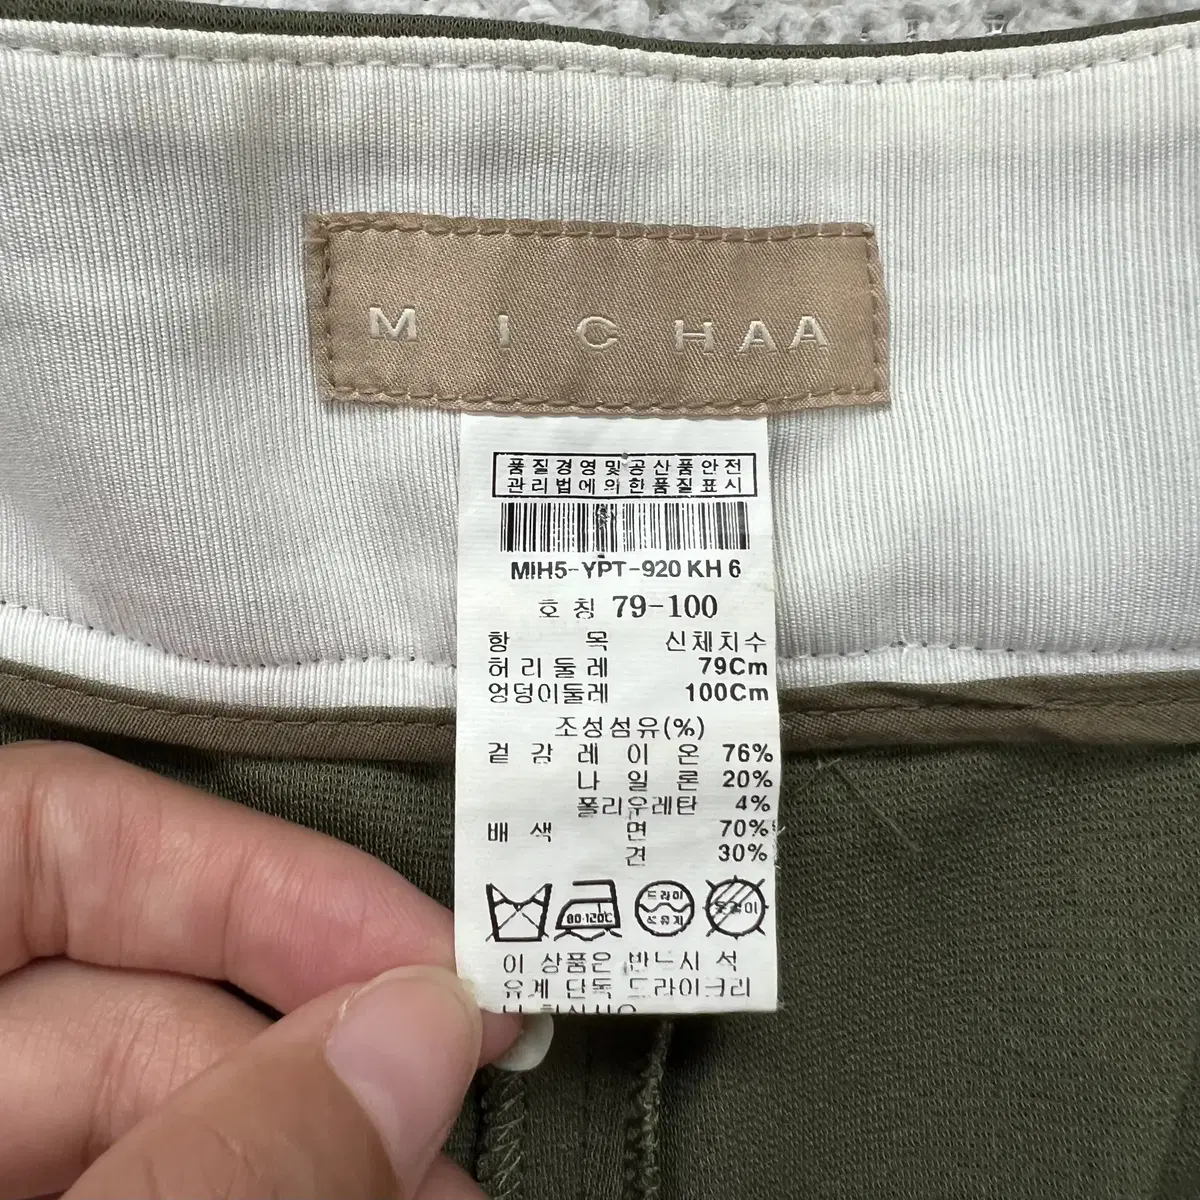 MICHAA
품질경영및공산품안전
관리법에의한품질표시
MIH5-YPT-920 KH 6
호칭 79-100
항 목 신체치수
허리둘레 79Cm
엉덩이둘레 100Cm
조성섬유(%)
겉감 레이온 76%
나일론 20%
폴리우레탄 4%
배색 면 70%
견 30%
80-120℃ 드라이
석유계
이 상품은 반드시 석
유계 단독 드라이크리